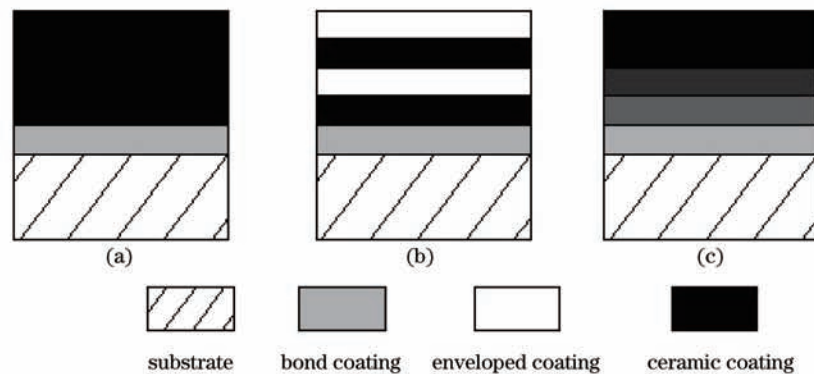 (a) (b) (c)
substrate bond coating enveloped coating ceramic coating